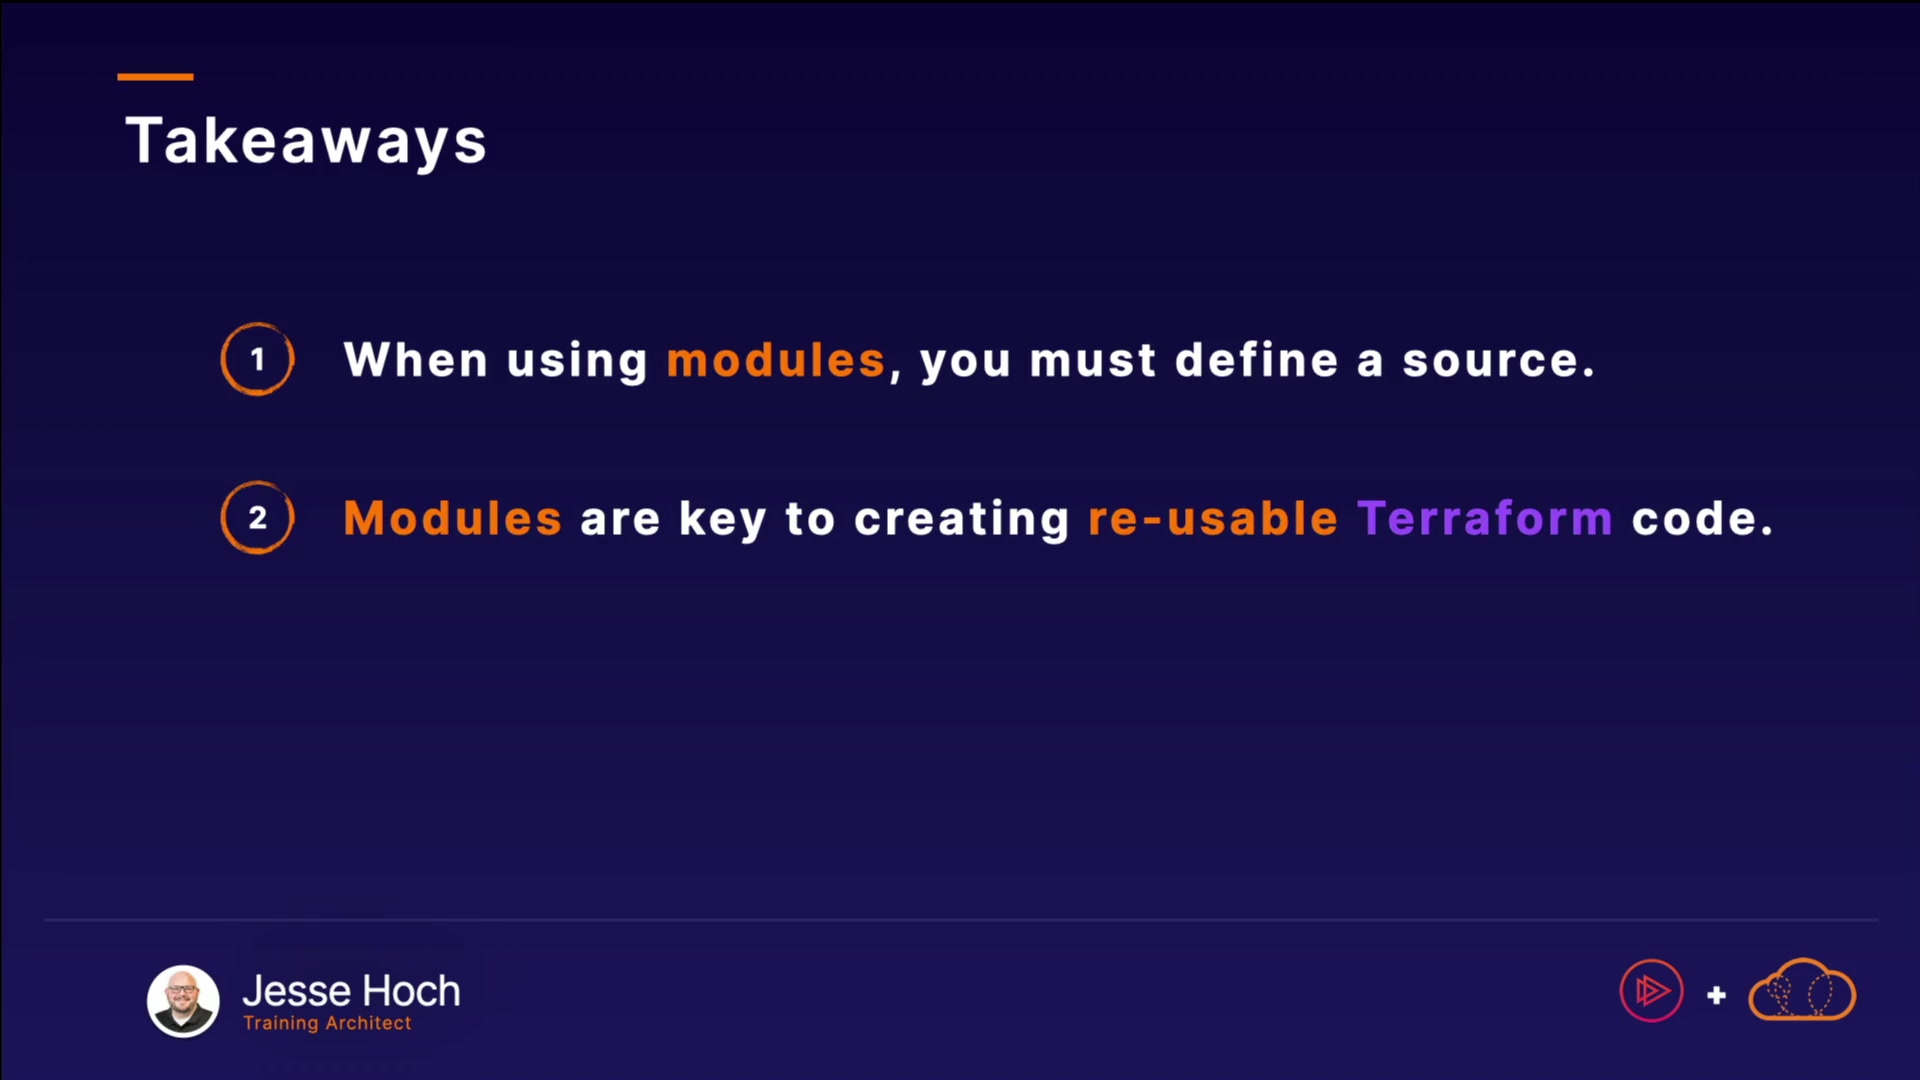 Takeaways
1 When using modules, you must define a source.
2 Modules are key to creating re-usable Terraform code.
Jesse Hoch
Training Architect
+